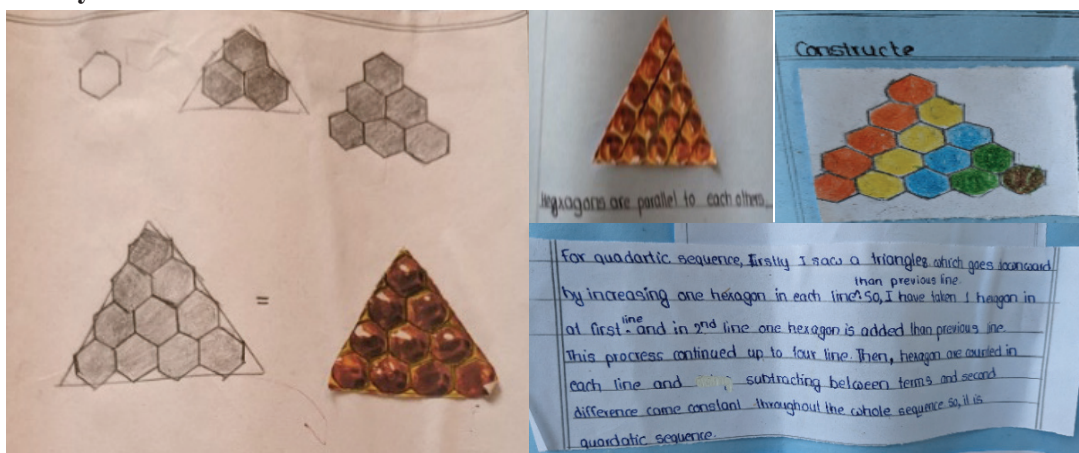 Hexagons are parallel to each others.
Constructe
For quadartic sequence, Firstly I saw a triangles which goes downward
than previous line.
by increasing one hexagon in each line. So, I have taken 1 hexgon in
line
at first. and in 2nd line one hexagon is added than previous line.
This process continued up to four line. Then, hexagon are counted in
each line and subtracting between terms and second
difference came constant throughout the whole sequence so, it is
quardatic sequence.
=